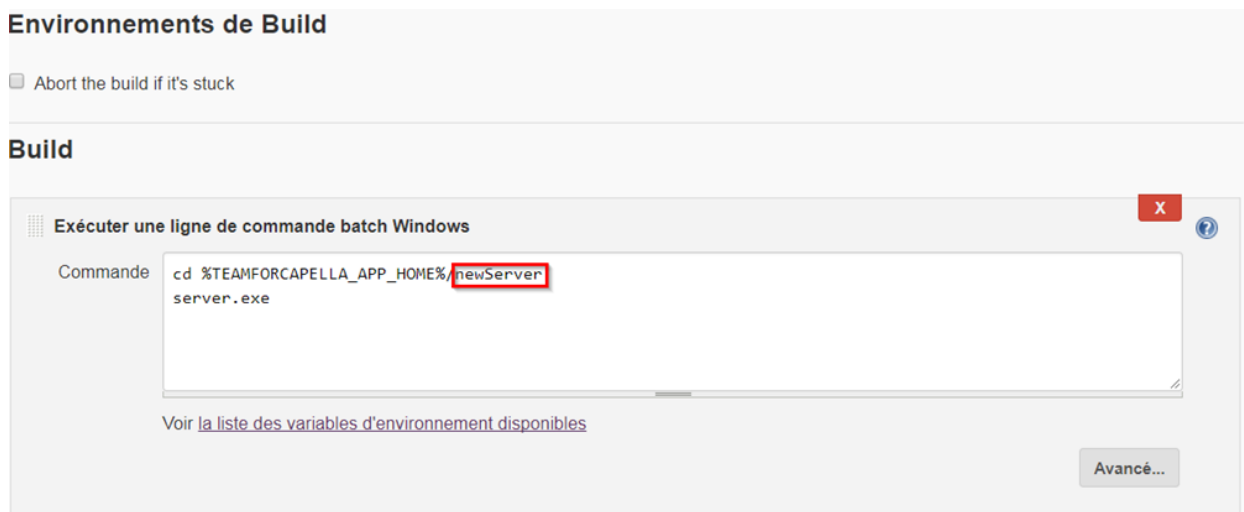 Environnements de Build
Abort the build if it's stuck
Build
X
Exécuter une ligne de commande batch Windows
?
Commande
cd %TEAMFORCAPELLA_APP_HOME%/newServer
server.exe
Voir la liste des variables d'environnement disponibles
Avancé...